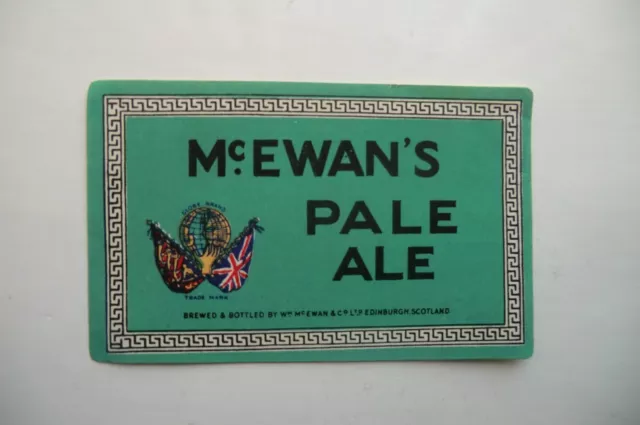 McEWAN'S
PALE
ALE
GLOBE BRAND
TRADE MARK
BREWED & BOTTLED BY WM McEWAN & Co LTD EDINBURGH, SCOTLAND